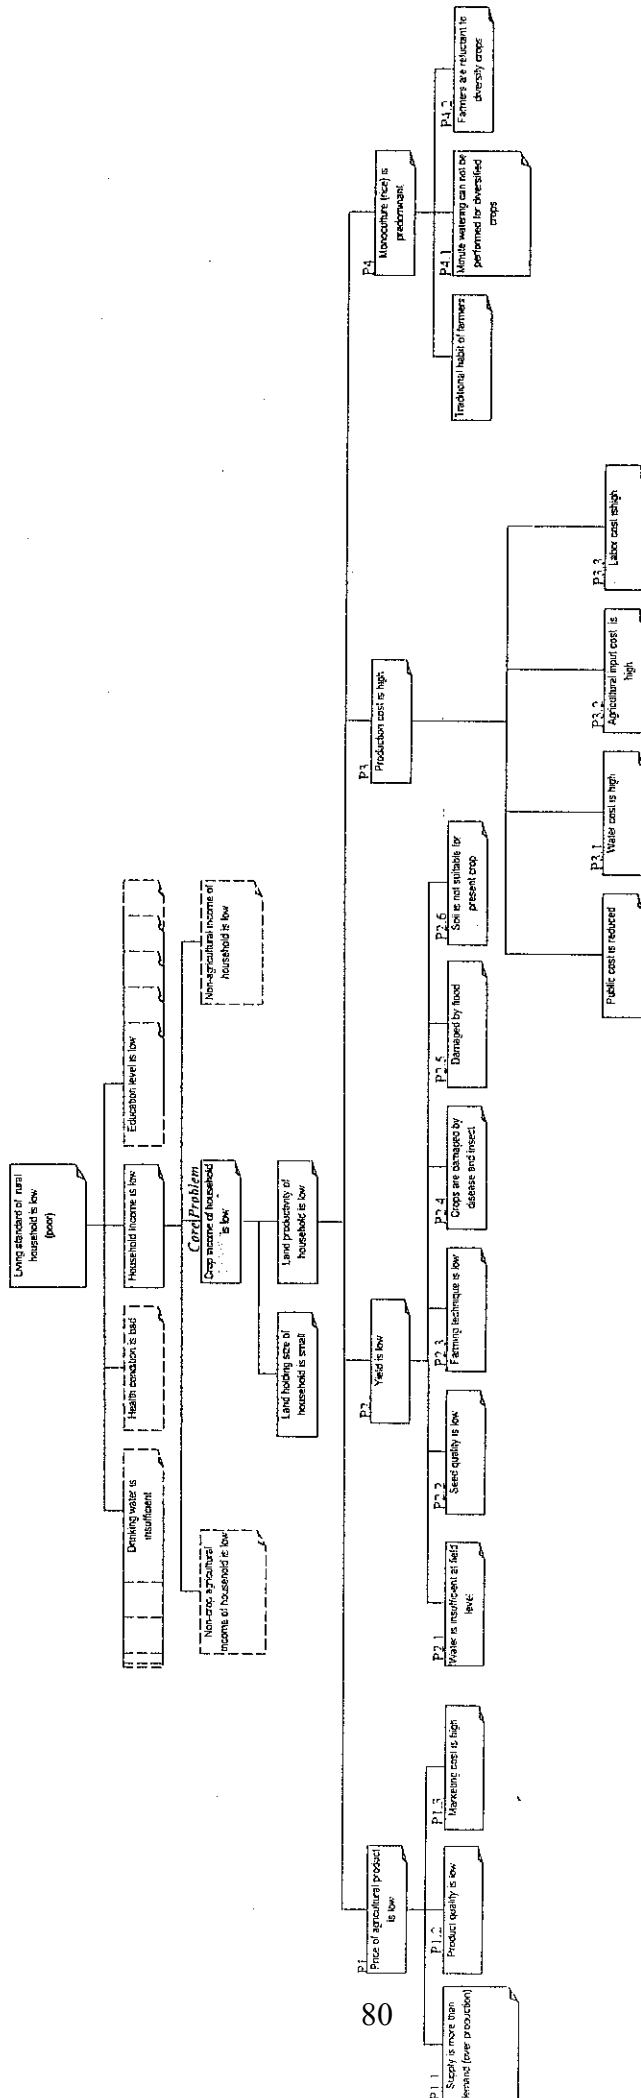 Living standard of rural
household is low
(poor)
Drinking water is
insufficient
Health condition is bad
Household income is low
Education level is low
Core Problem
Non-crop agricultural
income of household is low
Crop income of household
is low
Non-agricultural income of
household is low
Land holding size of
household is small
Land productivity of
household is low
P1
Price of agricultural product
is low
P2
Yield is low
P3
Production cost is high
P4
Monoculture (rice) is
predominant
P1.1
Supply is more than
demand (over production)
P1.2
Product quality is low
P1.3
Marketing cost is high
P2.1
Water is insufficient at field
level
P2.2
Seed quality is low
P2.3
Farming technique is low
P2.4
Crops are damaged by
disease and insect
P2.5
Damaged by flood
P2.6
Soil is not suitable for
present crop
Public cost is reduced
P3.1
Water cost is high
P3.2
Agricultural input cost is
high
P3.3
Labor cost is high
Traditional habit of farmers
P4.1
Minute watering can not be
performed for diversified
crops
P4.2
Farmers are reluctant to
diversity crops
80